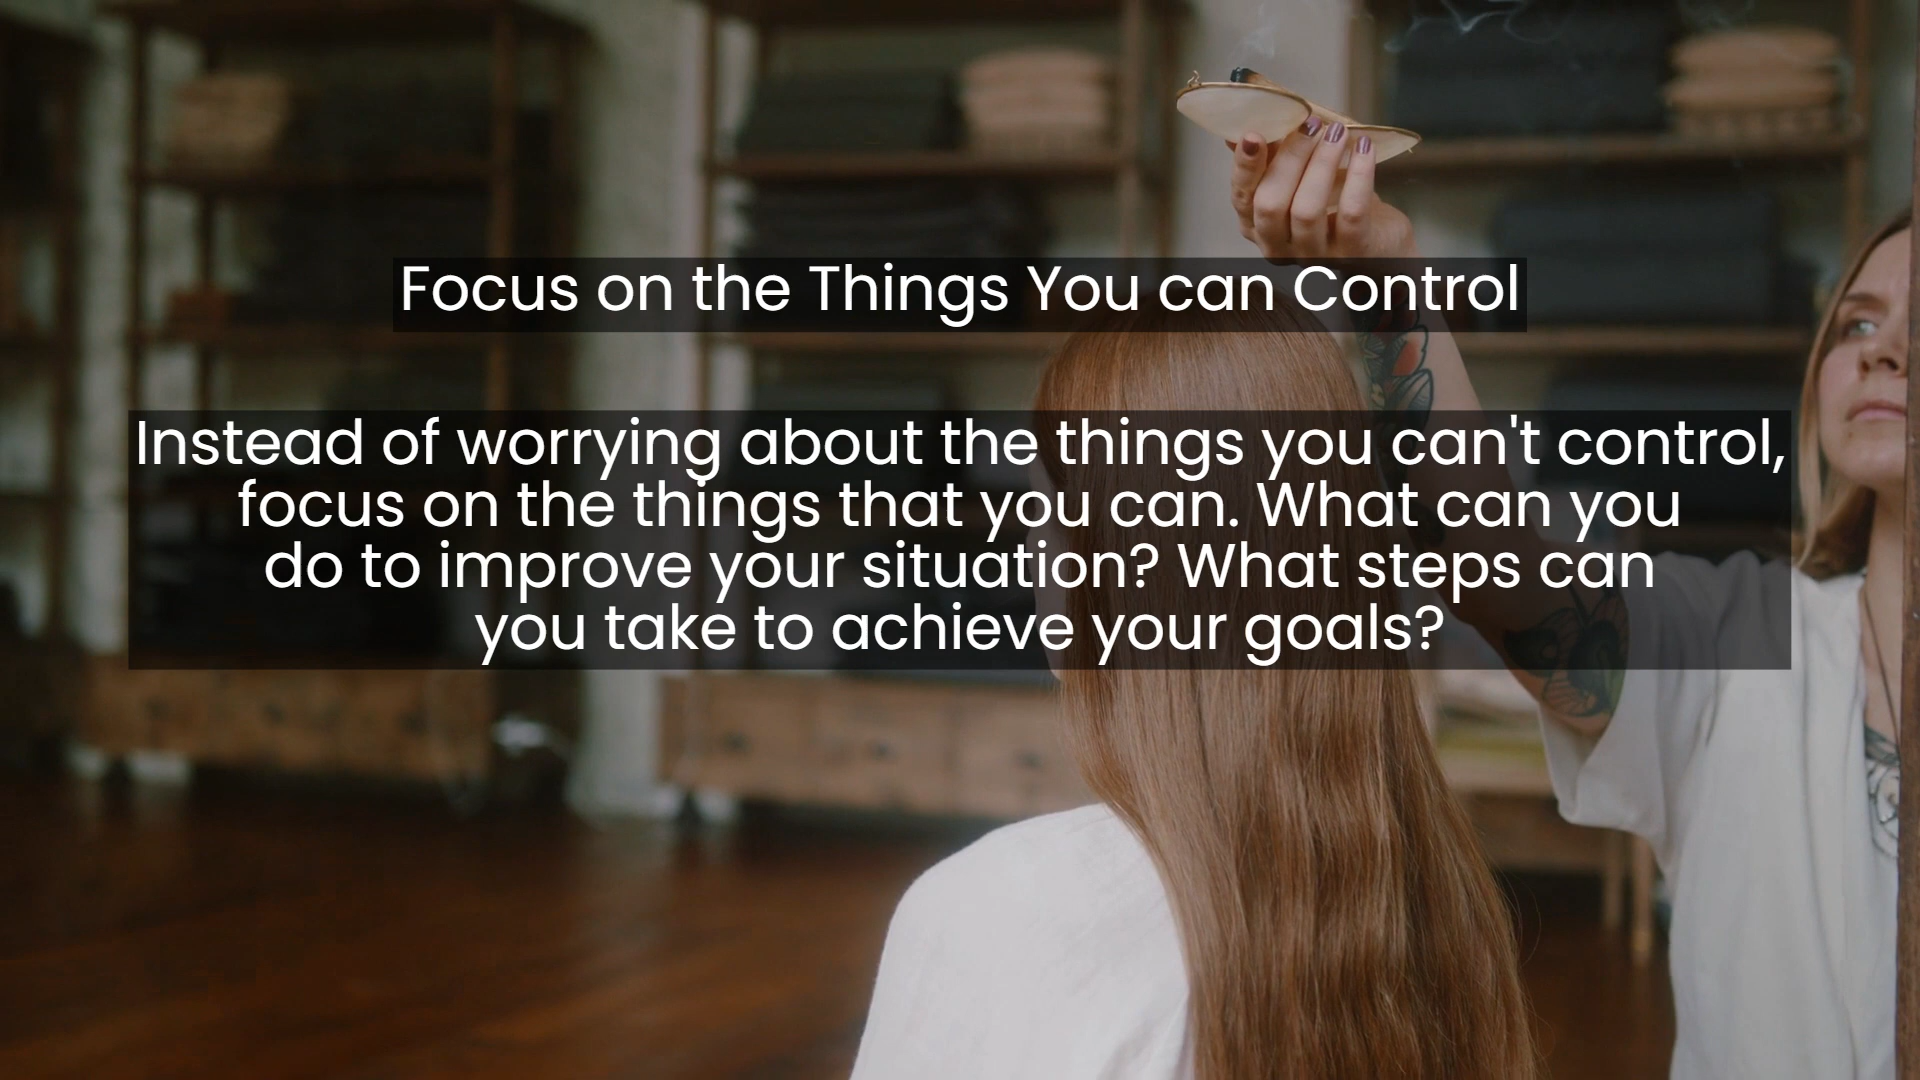 Focus on the Things You can Control
Instead of worrying about the things you can't control,
focus on the things that you can. What can you
do to improve your situation? What steps can
you take to achieve your goals?